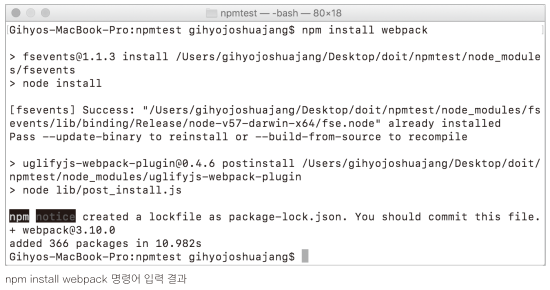 npmtest — -bash — 80×18
Gihyos-MacBook-Pro:npmtest gihyojoshuajang$ npm install webpack
> fsevents@1.1.3 install /Users/gihyojoshuajang/Desktop/doit/npmtest/node_module
s/fsevents
> node install
[fsevents] Success: "/Users/gihyojoshuajang/Desktop/doit/npmtest/node_modules/fs
events/lib/binding/Release/node-v57-darwin-x64/fse.node" already installed
Pass --update-binary to reinstall or --build-from-source to recompile
> uglifyjs-webpack-plugin@0.4.6 postinstall /Users/gihyojoshuajang/Desktop/doit/
npmtest/node_modules/uglifyjs-webpack-plugin
> node lib/post_install.js
npm notice created a lockfile as package-lock.json. You should commit this file.
+ webpack@3.10.0
added 366 packages in 10.982s
Gihyos-MacBook-Pro:npmtest gihyojoshuajang$
npm install webpack 명령어 입력 결과